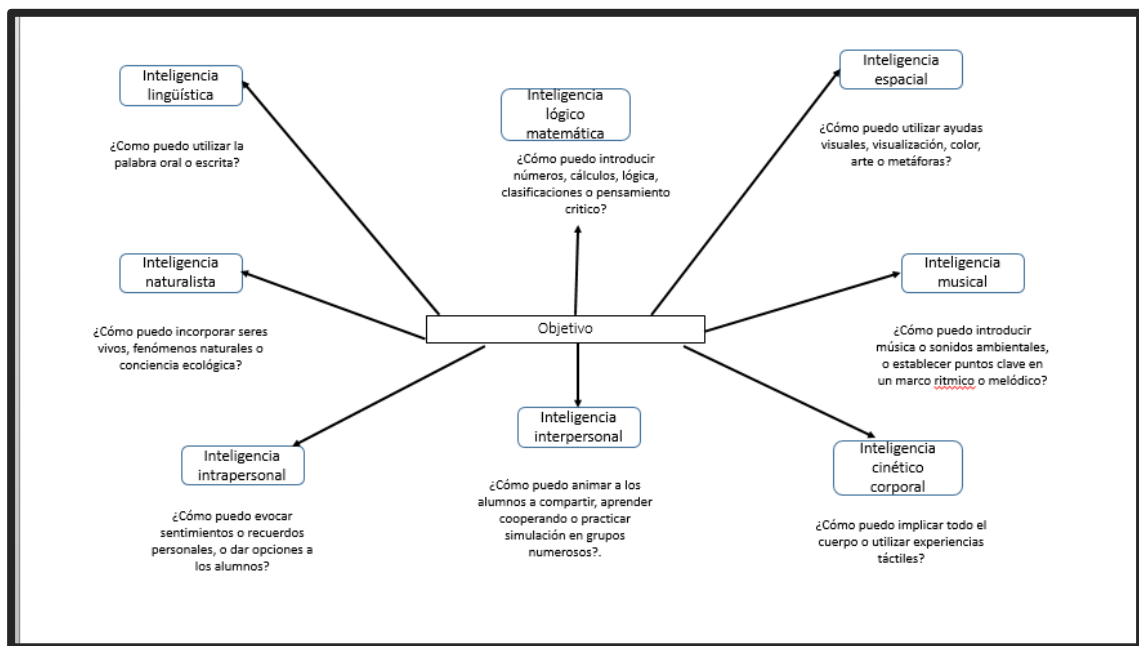 Inteligencia
lingüística
¿Como puedo utilizar la
palabra oral o escrita?
Inteligencia
lógico
matemática
¿Cómo puedo introducir
números, cálculos, lógica,
clasificaciones o pensamiento
critico?
Inteligencia
espacial
¿Cómo puedo utilizar ayudas
visuales, visualización, color,
arte o metáforas?
Inteligencia
naturalista
¿Cómo puedo incorporar seres
vivos, fenómenos naturales o
conciencia ecológica?
Objetivo
Inteligencia
musical
¿Cómo puedo introducir
música o sonidos ambientales,
o establecer puntos clave en
un marco ritmico o melódico?
Inteligencia
intrapersonal
¿Cómo puedo evocar
sentimientos o recuerdos
personales, o dar opciones a
los alumnos?
Inteligencia
interpersonal
¿Cómo puedo animar a los
alumnos a compartir, aprender
cooperando o practicar
simulación en grupos
numerosos?.
Inteligencia
cinético
corporal
¿Cómo puedo implicar todo el
cuerpo o utilizar experiencias
táctiles?